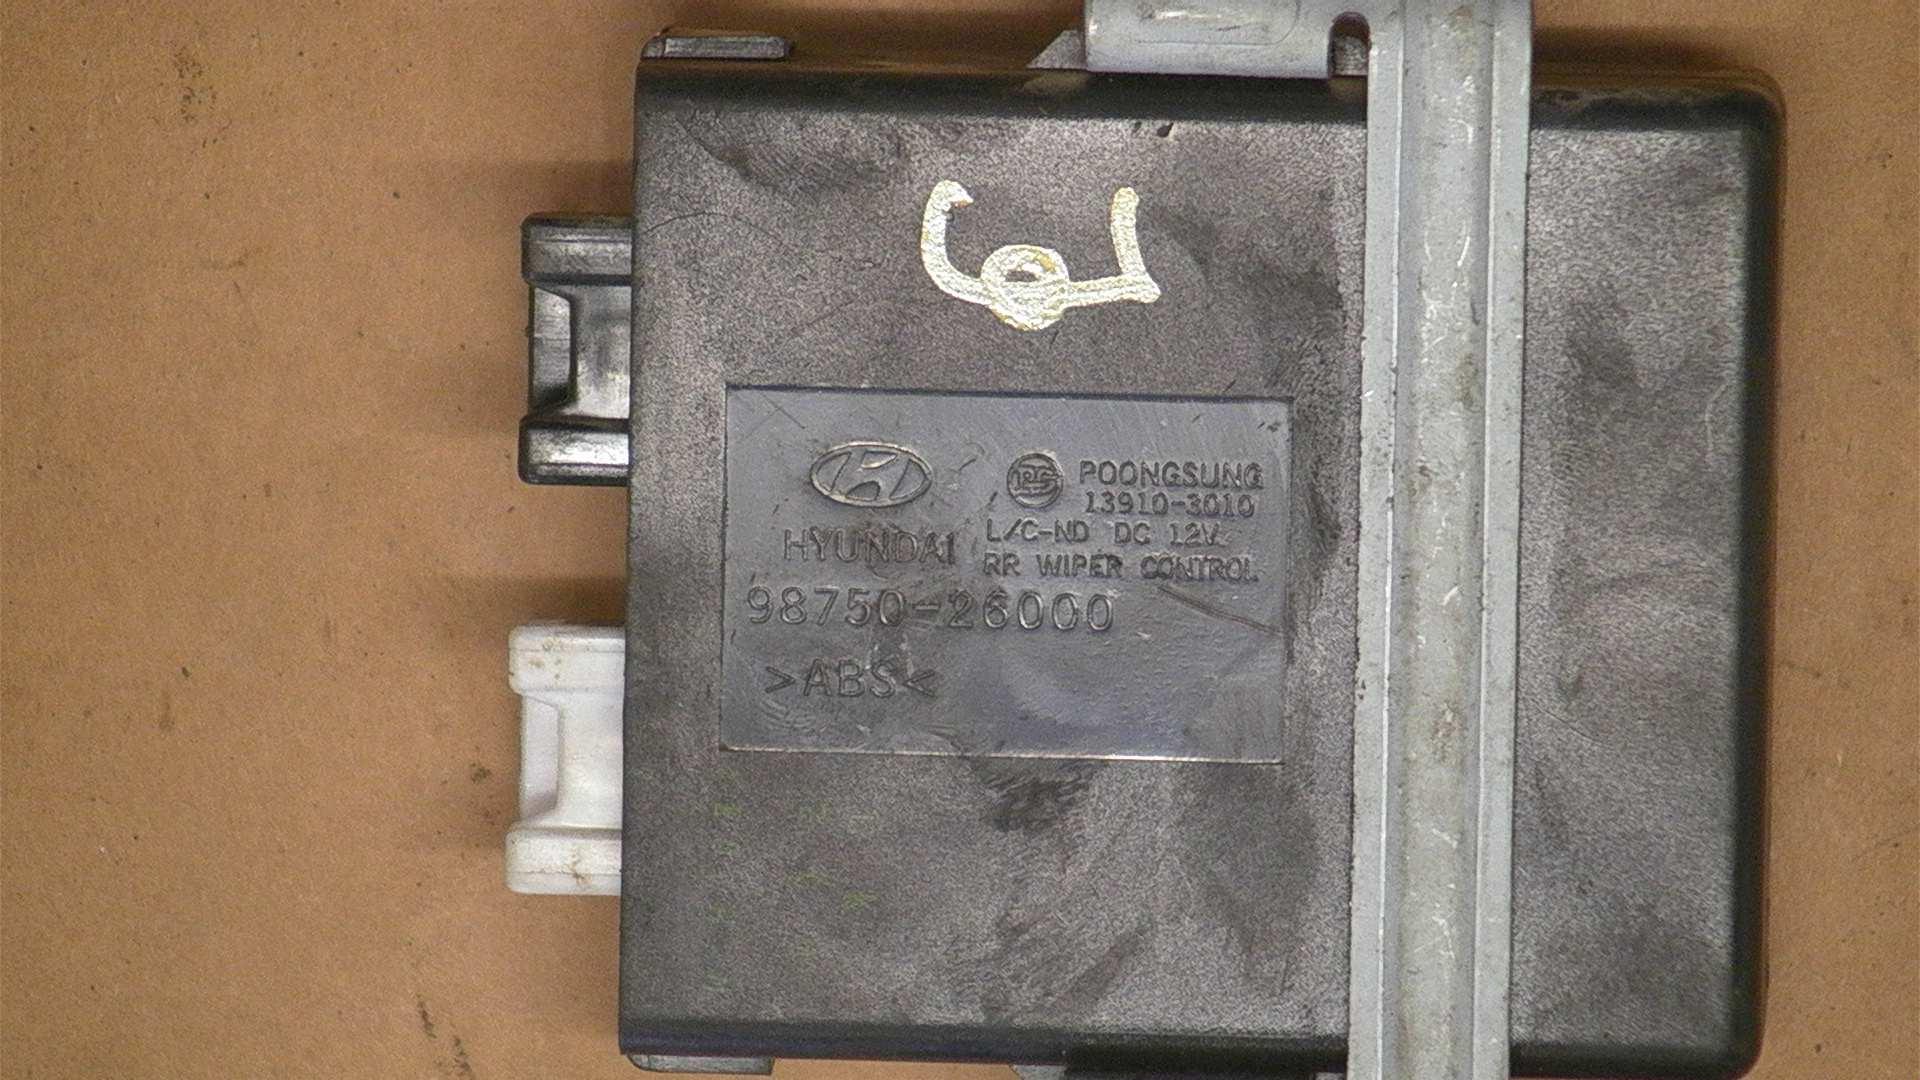 POONGSUNG
13910-3010
HYUNDAI
L/C-ND DC 12V
RR WIPER CONTROL
98750-26000
>ABS<